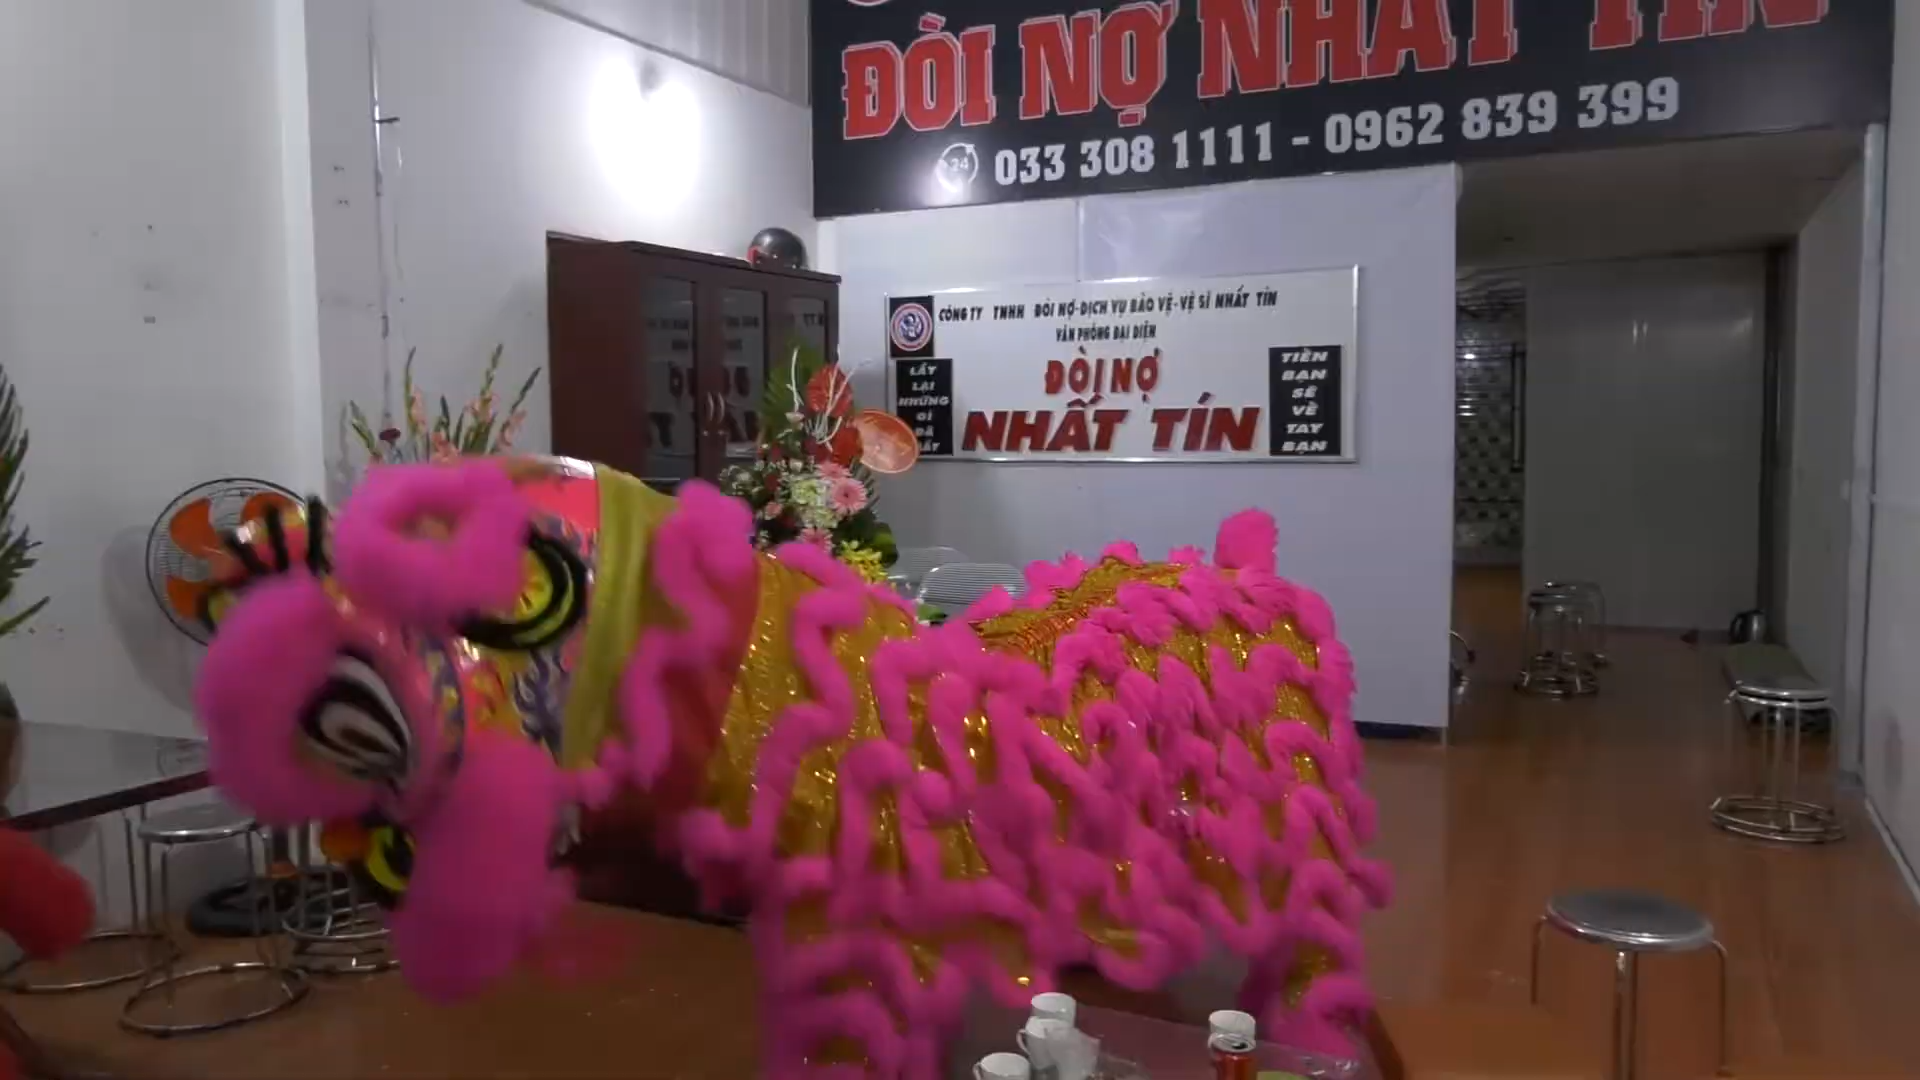 ĐÒI NỢ NHẤT TÍN
24
033 308 1111 - 0962 839 399
CÔNG TY TNHH ĐÒI NỢ-DỊCH VỤ BẢO VỆ-VỆ SĨ NHẤT TÍN
VĂN PHÒNG ĐẠI DIỆN
ĐÒI NỢ
NHẤT TÍN
LẤY
LẠI
NHỮNG
GÌ
ĐÃ
MẤT
TIỀN
BẠN
SẼ
VỀ
TAY
BẠN